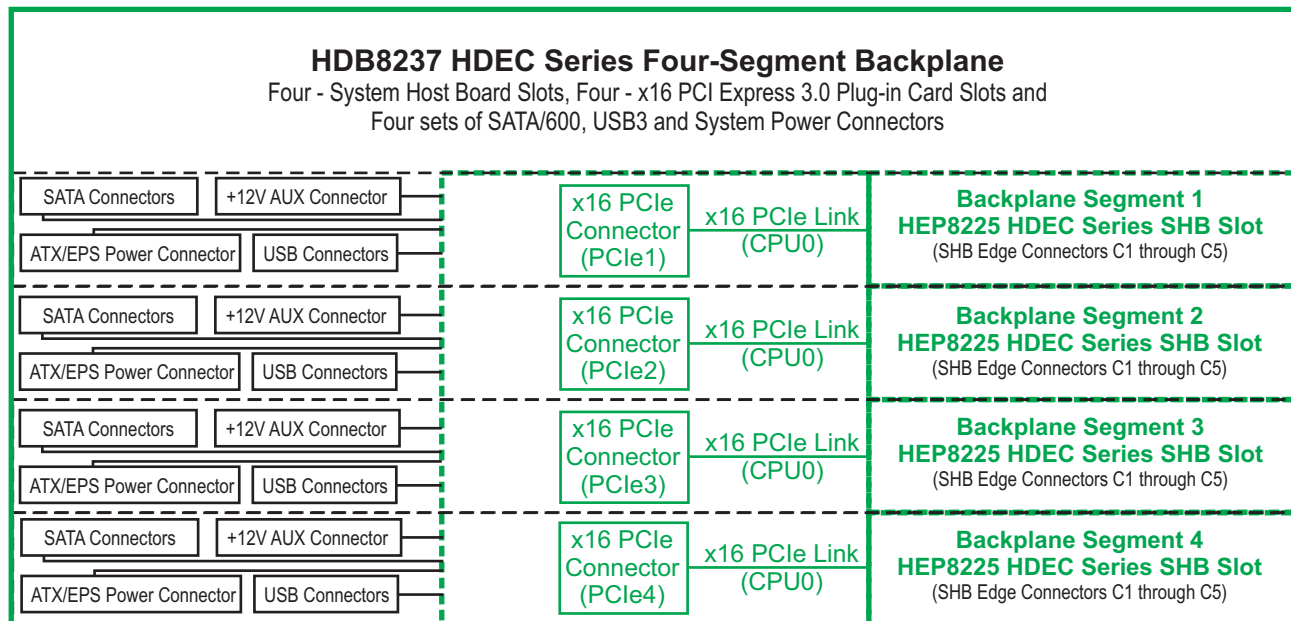 HDB8237 HDEC Series Four-Segment Backplane
Four - System Host Board Slots, Four - x16 PCI Express 3.0 Plug-in Card Slots and
Four sets of SATA/600, USB3 and System Power Connectors
SATA Connectors
+12V AUX Connector
ATX/EPS Power Connector
USB Connectors
x16 PCIe
Connector
(PCIe1)
x16 PCIe Link
(CPU0)
Backplane Segment 1
HEP8225 HDEC Series SHB Slot
(SHB Edge Connectors C1 through C5)
SATA Connectors
+12V AUX Connector
ATX/EPS Power Connector
USB Connectors
x16 PCIe
Connector
(PCIe2)
x16 PCIe Link
(CPU0)
Backplane Segment 2
HEP8225 HDEC Series SHB Slot
(SHB Edge Connectors C1 through C5)
SATA Connectors
+12V AUX Connector
ATX/EPS Power Connector
USB Connectors
x16 PCIe
Connector
(PCIe3)
x16 PCIe Link
(CPU0)
Backplane Segment 3
HEP8225 HDEC Series SHB Slot
(SHB Edge Connectors C1 through C5)
SATA Connectors
+12V AUX Connector
ATX/EPS Power Connector
USB Connectors
x16 PCIe
Connector
(PCIe4)
x16 PCIe Link
(CPU0)
Backplane Segment 4
HEP8225 HDEC Series SHB Slot
(SHB Edge Connectors C1 through C5)